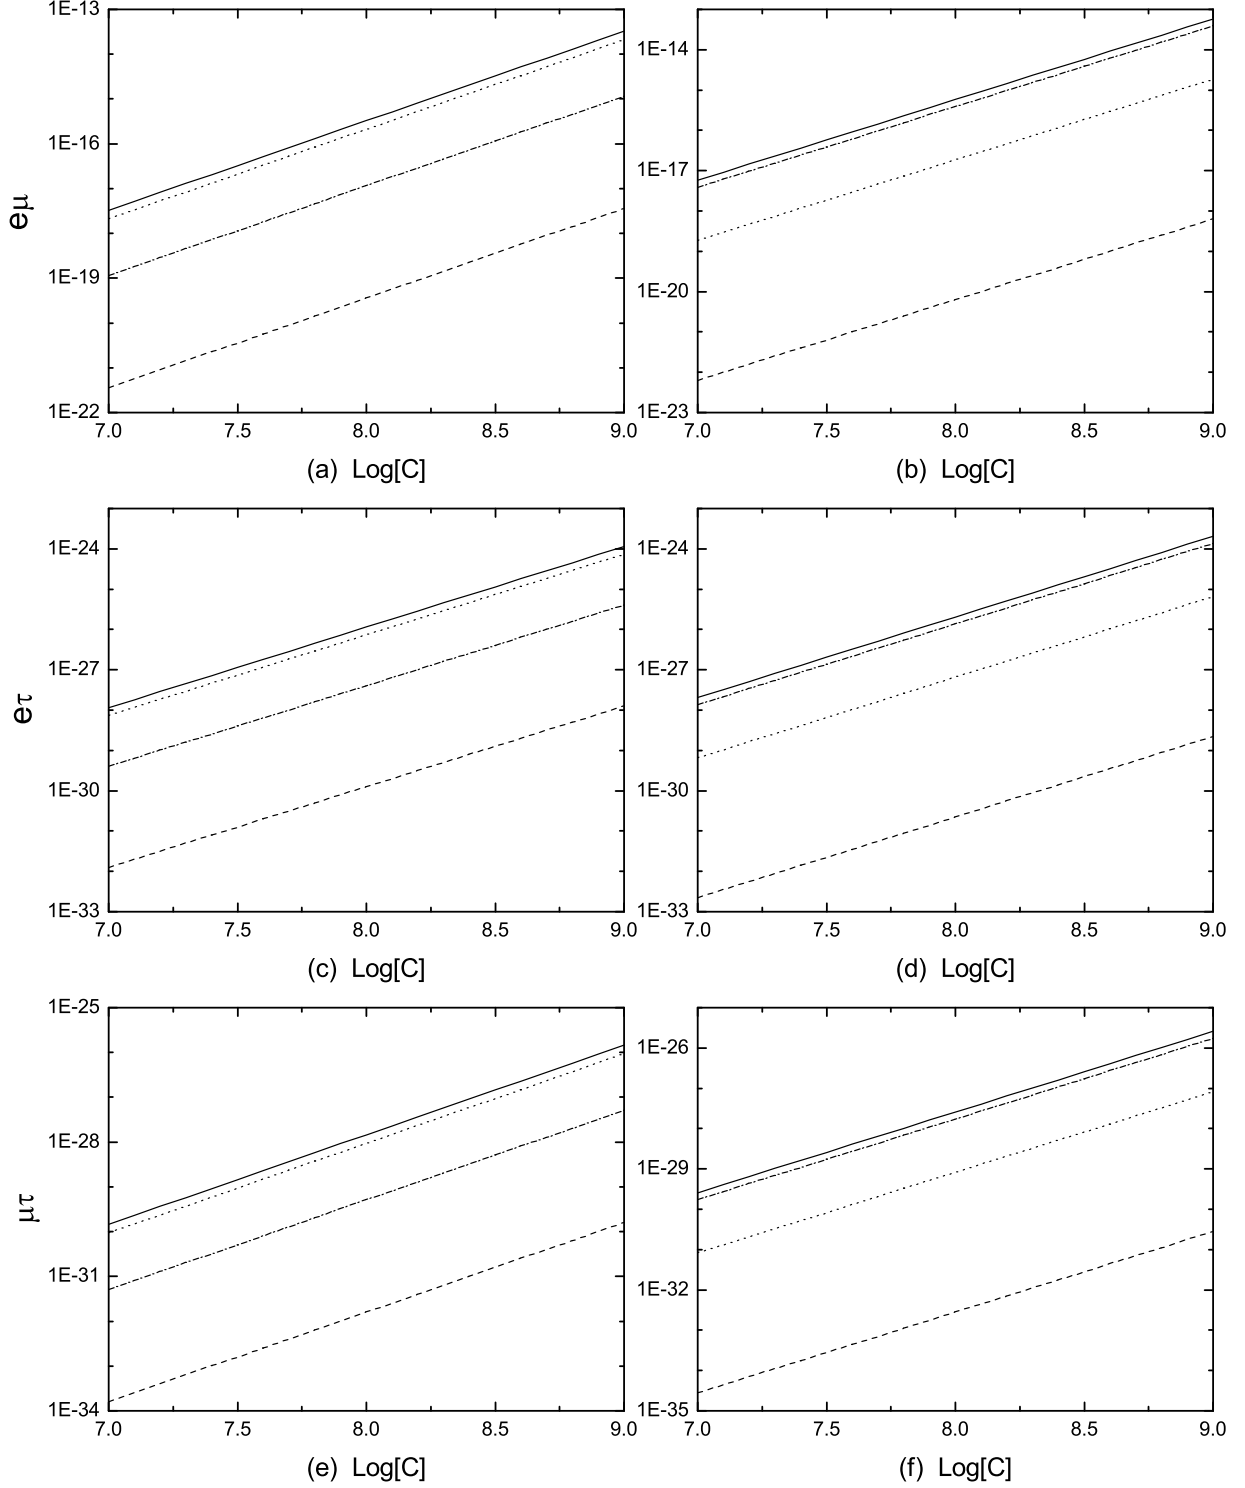 1E-13
1E-16
1E-19
1E-22
eμ
7.0 7.5 8.0 8.5 9.0
(a) Log[C]
1E-14
1E-17
1E-20
1E-23
7.0 7.5 8.0 8.5 9.0
(b) Log[C]
1E-24
1E-27
1E-30
1E-33
eτ
7.0 7.5 8.0 8.5 9.0
(c) Log[C]
1E-24
1E-27
1E-30
1E-33
7.0 7.5 8.0 8.5 9.0
(d) Log[C]
1E-25
1E-28
1E-31
1E-34
μτ
7.0 7.5 8.0 8.5 9.0
(e) Log[C]
1E-26
1E-29
1E-32
1E-35
7.0 7.5 8.0 8.5 9.0
(f) Log[C]